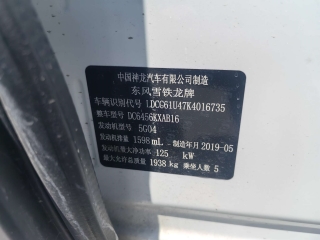 中国神龙汽车有限公司制造
东风雪铁龙牌
车辆识别代号 LDCG61U47K4016735
整车型号 DC6456KXAB16
发动机型号 5G04
发动机排量 1598 mL 制造年月 2019-05
发动机最大净功率 125 kW
最大允许总质量 1938 kg 乘坐人数 5